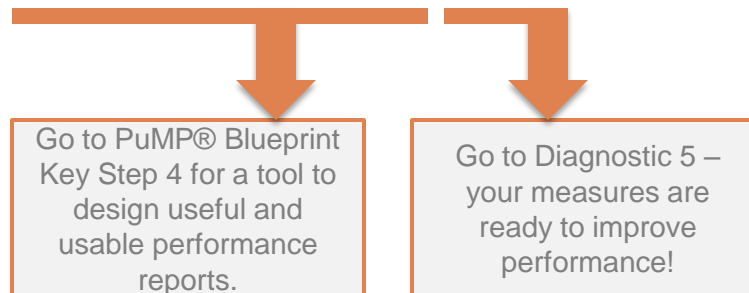 Go to PuMP® Blueprint
Key Step 4 for a tool to
design useful and
usable performance
reports.
Go to Diagnostic 5 –
your measures are
ready to improve
performance!